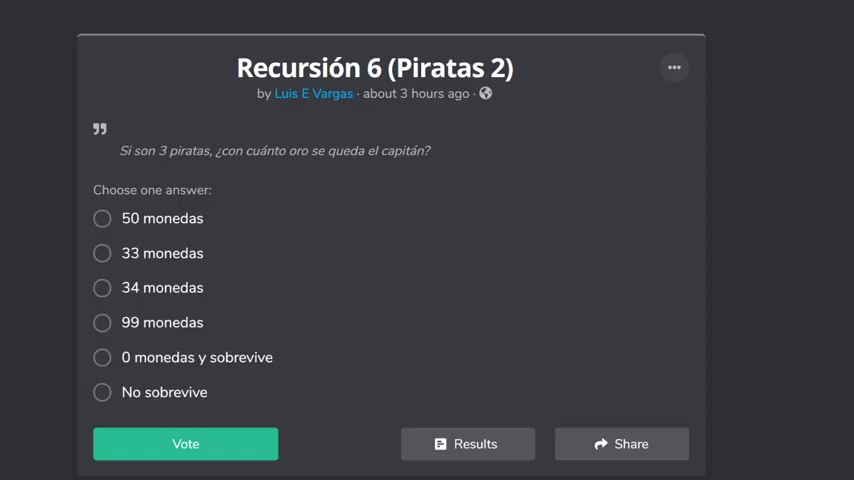 Recursión 6 (Piratas 2)
by Luis E Vargas · about 3 hours ago ·
Si son 3 piratas, ¿con cuánto oro se queda el capitán?
Choose one answer:
50 monedas
33 monedas
34 monedas
99 monedas
0 monedas y sobrevive
No sobrevive
Vote
Results
Share